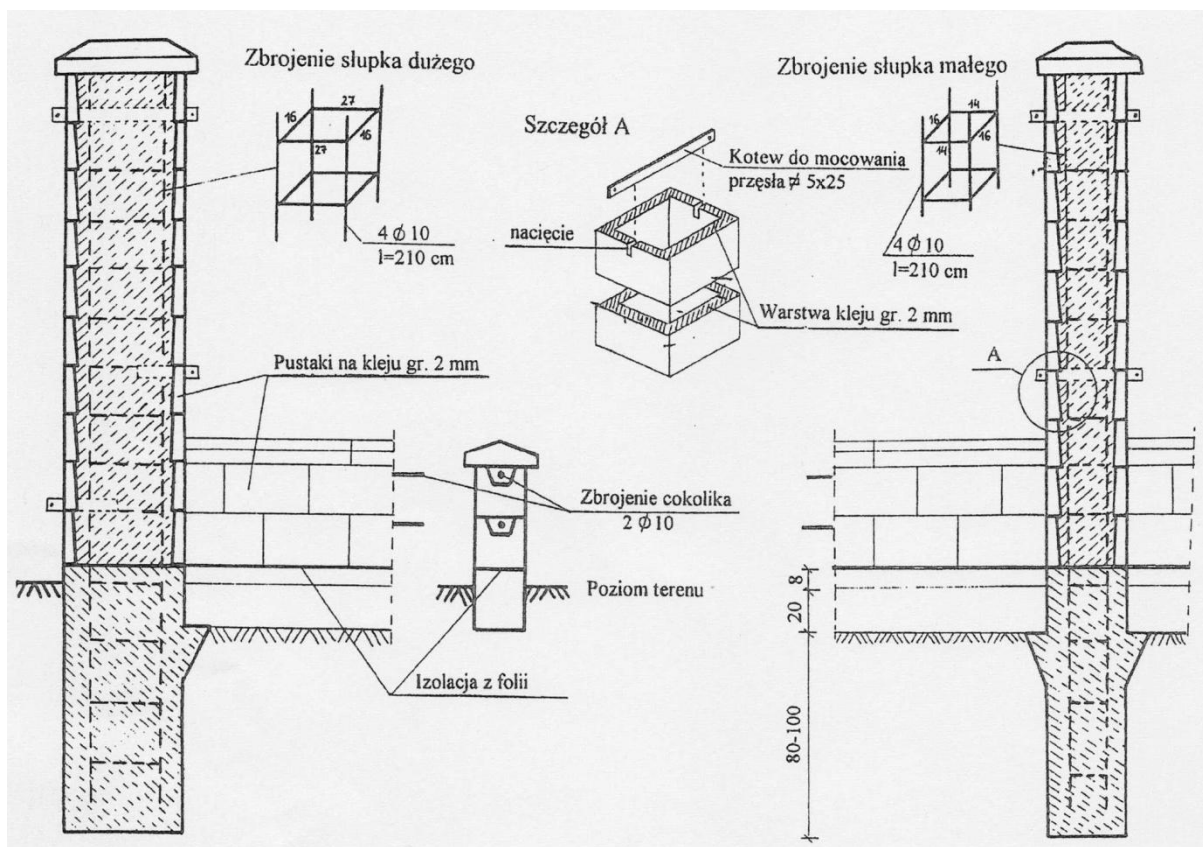 Zbrojenie słupka dużego
27
16
16
27
4 ϕ 10
l=210 cm
Szczegół A
Kotew do mocowania
przęsła ≠ 5x25
nacięcie
Warstwa kleju gr. 2 mm
Zbrojenie słupka małego
14
16
16
14
4 ϕ 10
l=210 cm
A
Pustaki na kleju gr. 2 mm
Zbrojenie cokolika
2 ϕ 10
Poziom terenu
Izolacja z folii
8
20
80-100